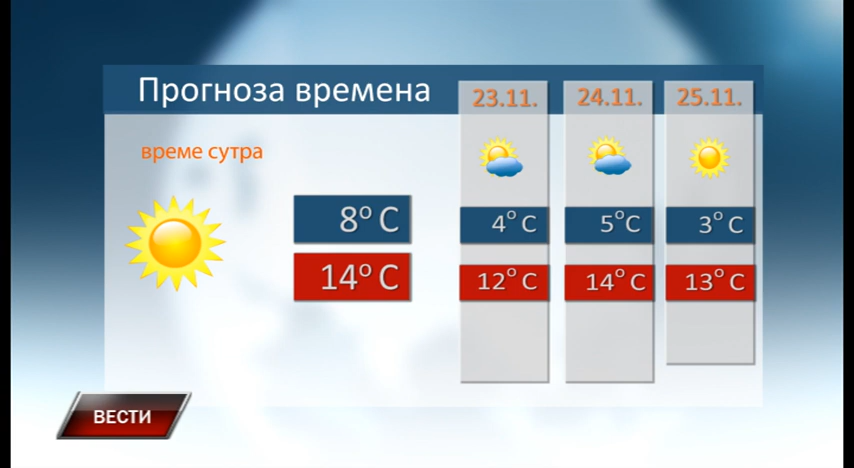 Прогноза времена
време сутра
8° C
14° C
23.11.
4° C
12° C
24.11.
5°C
14° C
25.11.
3° C
13° C
ВЕСТИ